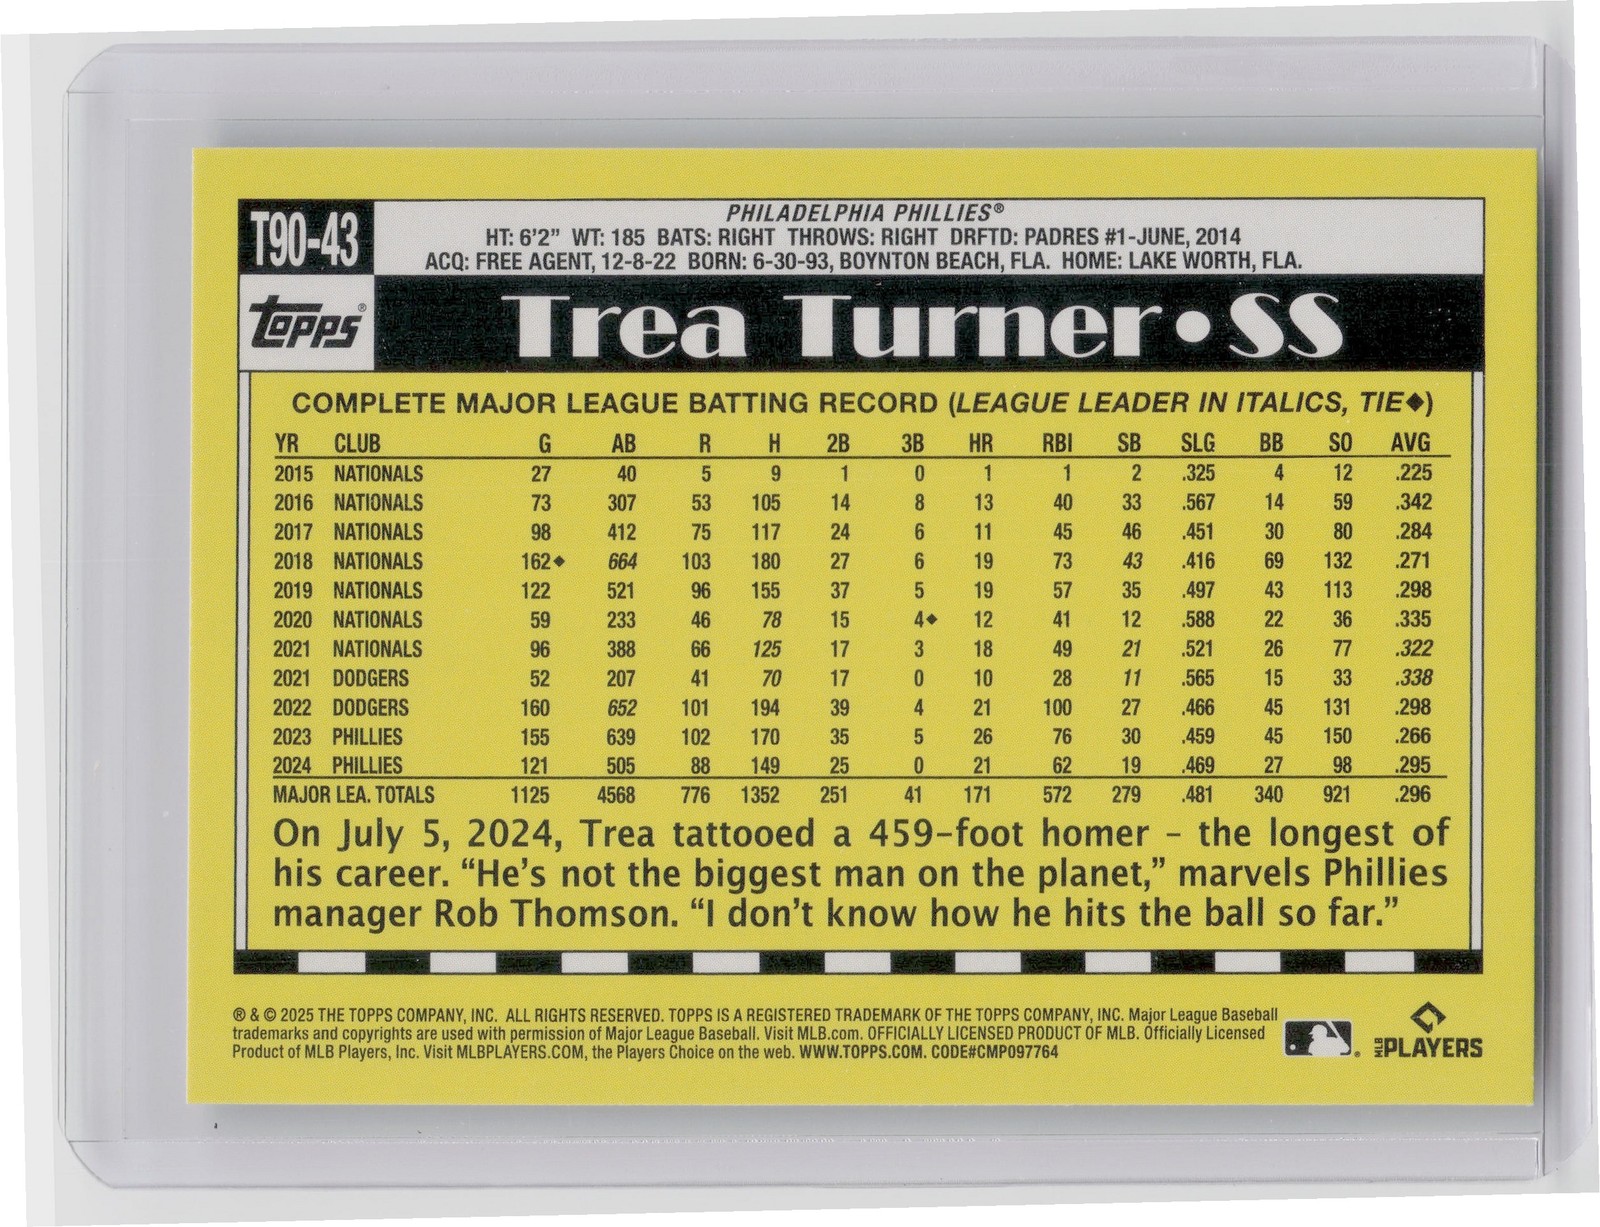 T90-43
PHILADELPHIA PHILLIES®
HT: 6'2" WT: 185 BATS: RIGHT THROWS: RIGHT DRFTD: PADRES #1-JUNE, 2014
ACQ: FREE AGENT, 12-8-22 BORN: 6-30-93, BOYNTON BEACH, FLA. HOME: LAKE WORTH, FLA.
topps®
Trea Turner • SS
COMPLETE MAJOR LEAGUE BATTING RECORD (LEAGUE LEADER IN ITALICS, TIE◆)
YR CLUB G AB R H 2B 3B HR RBI SB SLG BB SO AVG
2015 NATIONALS 27 40 5 9 1 0 1 1 2 .325 4 12 .225
2016 NATIONALS 73 307 53 105 14 8 13 40 33 .567 14 59 .342
2017 NATIONALS 98 412 75 117 24 6 11 45 46 .451 30 80 .284
2018 NATIONALS 162◆ 664 103 180 27 6 19 73 43 .416 69 132 .271
2019 NATIONALS 122 521 96 155 37 5 19 57 35 .497 43 113 .298
2020 NATIONALS 59 233 46 78 15 4◆ 12 41 12 .588 22 36 .335
2021 NATIONALS 96 388 66 125 17 3 18 49 21 .521 26 77 .322
2021 DODGERS 52 207 41 70 17 0 10 28 11 .565 15 33 .338
2022 DODGERS 160 652 101 194 39 4 21 100 27 .466 45 131 .298
2023 PHILLIES 155 639 102 170 35 5 26 76 30 .459 45 150 .266
2024 PHILLIES 121 505 88 149 25 0 21 62 19 .469 27 98 .295
MAJOR LEA. TOTALS 1125 4568 776 1352 251 41 171 572 279 .481 340 921 .296
On July 5, 2024, Trea tattooed a 459-foot homer – the longest of
his career. “He's not the biggest man on the planet,” marvels Phillies
manager Rob Thomson. “I don't know how he hits the ball so far.”
® & © 2025 THE TOPPS COMPANY, INC. ALL RIGHTS RESERVED. TOPPS IS A REGISTERED TRADEMARK OF THE TOPPS COMPANY, INC. Major League Baseball
trademarks and copyrights are used with permission of Major League Baseball. Visit MLB.com. OFFICIALLY LICENSED PRODUCT OF MLB. Officially Licensed
Product of MLB Players, Inc. Visit MLBPLAYERS.COM, the Players Choice on the web. WWW.TOPPS.COM. CODE#CMP097764
MLB PLAYERS